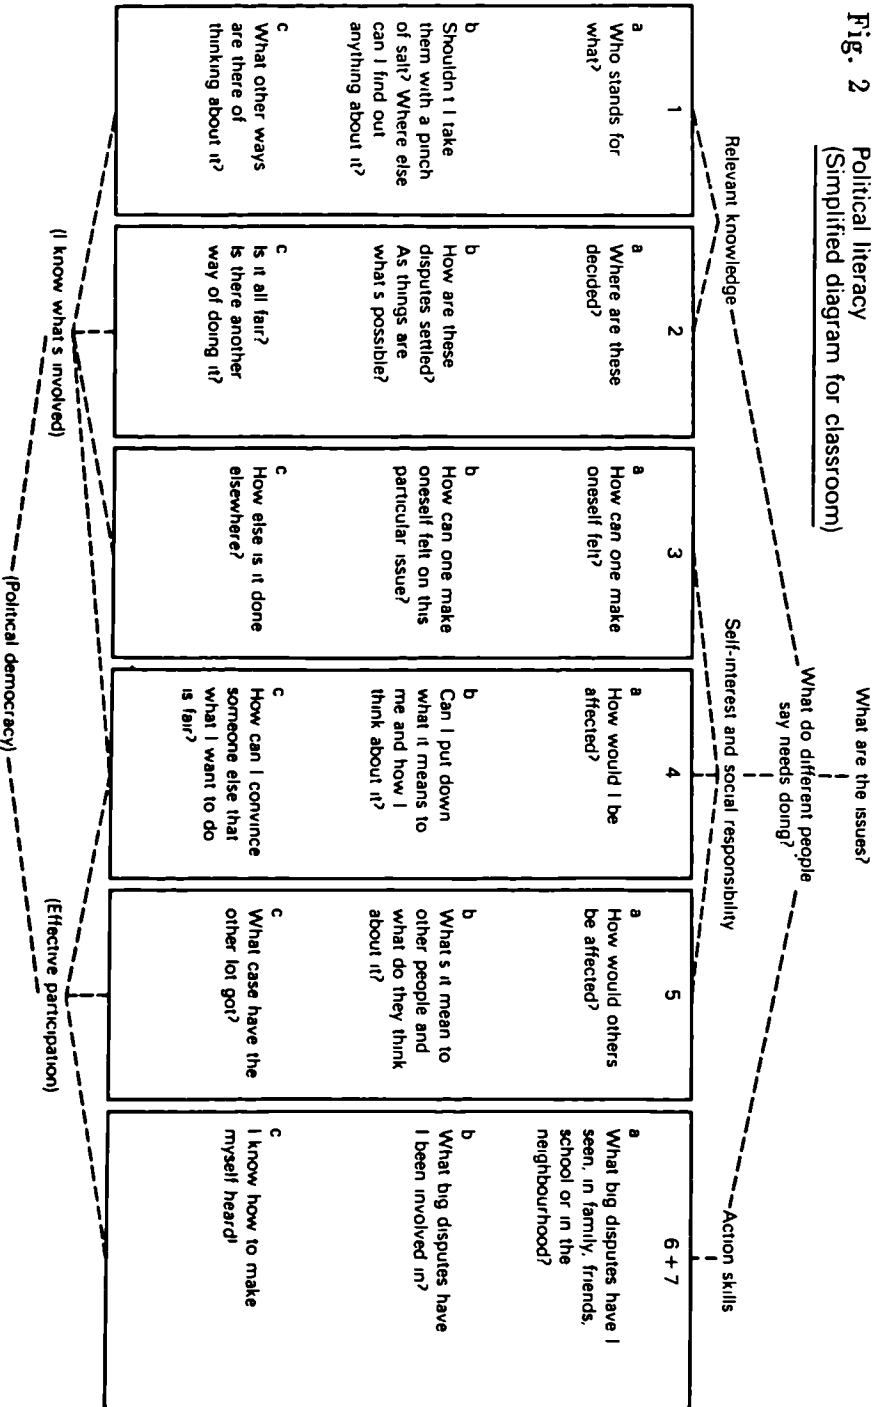 Fig. 2 Political literacy
(Simplified diagram for classroom)
What are the issues?
What do different people
say needs doing?
Relevant knowledge
Self-interest and social responsibility
Action skills
1
a
Who stands for
what?
b
Shouldn t I take
them with a pinch
of salt? Where else
can I find out
anything about it?
c
What other ways
are there of
thinking about it?
2
a
Where are these
decided?
b
How are these
disputes settled?
As things are
what s possible?
c
Is it all fair?
Is there another
way of doing it?
3
a
How can one make
oneself felt?
b
How can one make
oneself felt on this
particular issue?
c
How else is it done
elsewhere?
4
a
How would I be
affected?
b
Can I put down
what it means to
me and how I
think about it?
c
How can I convince
someone else that
what I want to do
is fair?
5
a
How would others
be affected?
b
What s it mean to
other people and
what do they think
about it?
c
What case have the
other lot got?
6 + 7
a
What big disputes have I
seen, in family, friends,
school or in the
neighbourhood?
b
What big disputes have
I been involved in?
c
I know how to make
myself heard!
(I know what s involved)
(Effective participation)
(Political democracy)